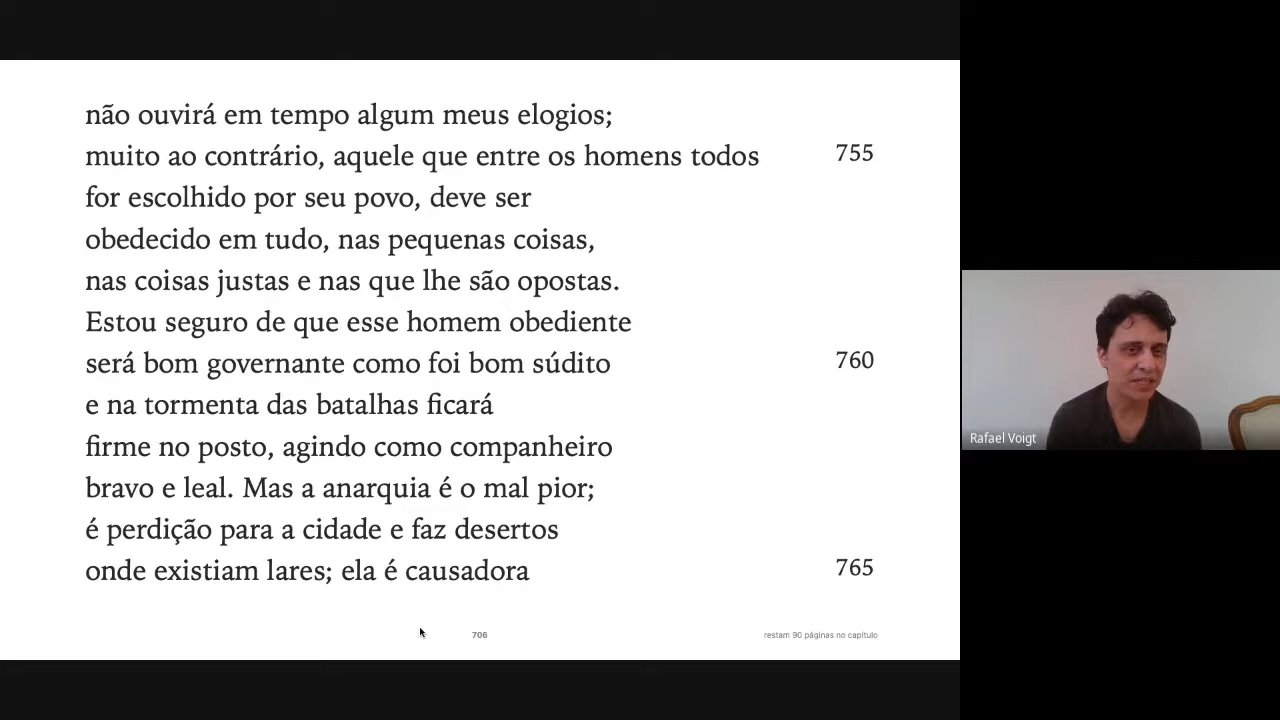 não ouvirá em tempo algum meus elogios;
muito ao contrário, aquele que entre os homens todos 755
for escolhido por seu povo, deve ser
obedecido em tudo, nas pequenas coisas,
nas coisas justas e nas que lhe são opostas.
Estou seguro de que esse homem obediente
será bom governante como foi bom súdito 760
e na tormenta das batalhas ficará
firme no posto, agindo como companheiro
bravo e leal. Mas a anarquia é o mal pior;
é perdição para a cidade e faz desertos
onde existiam lares; ela é causadora 765
706 restam 90 páginas no capítulo
Rafael Voigt